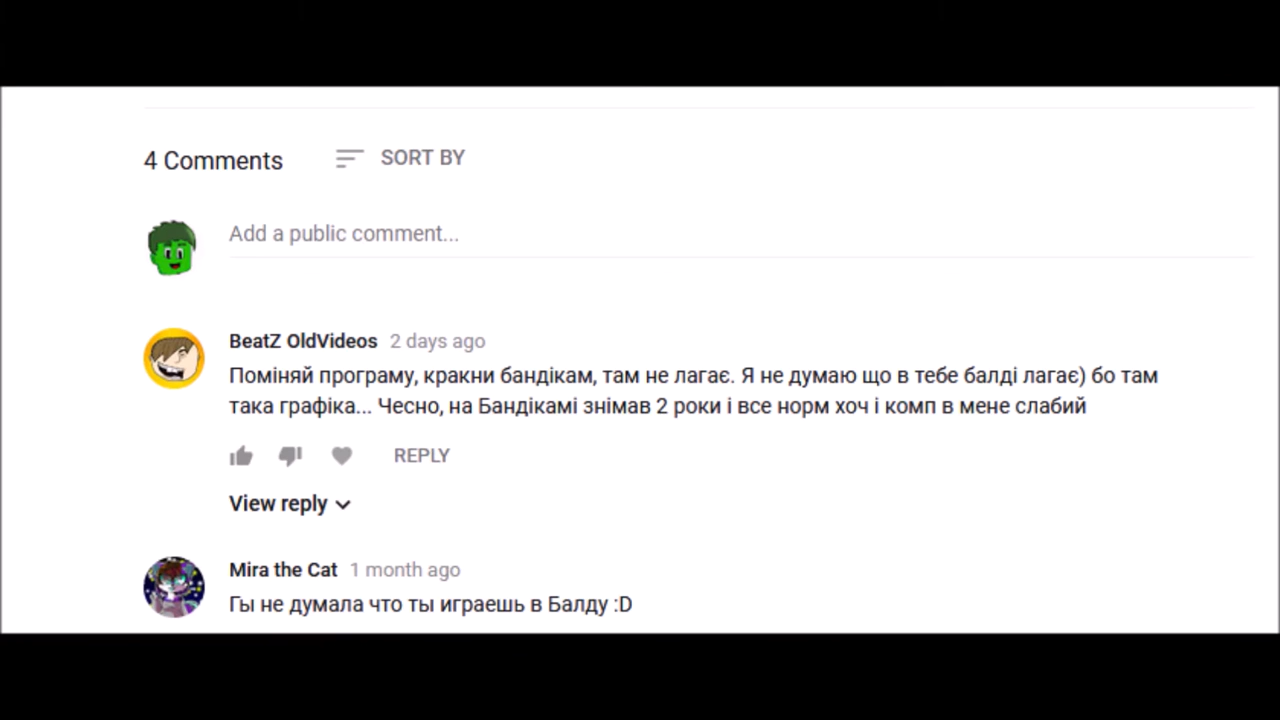 4 Comments SORT BY
Add a public comment...
BeatZ OldVideos 2 days ago
Поміняй програму, кракни бандікам, там не лагає. Я не думаю що в тебе балді лагає) бо там
така графіка... Чесно, на Бандікамі знімав 2 роки і все норм хоч і комп в мене слабий
REPLY
View reply
Mira the Cat 1 month ago
Гы не думала что ты играешь в Балду :D